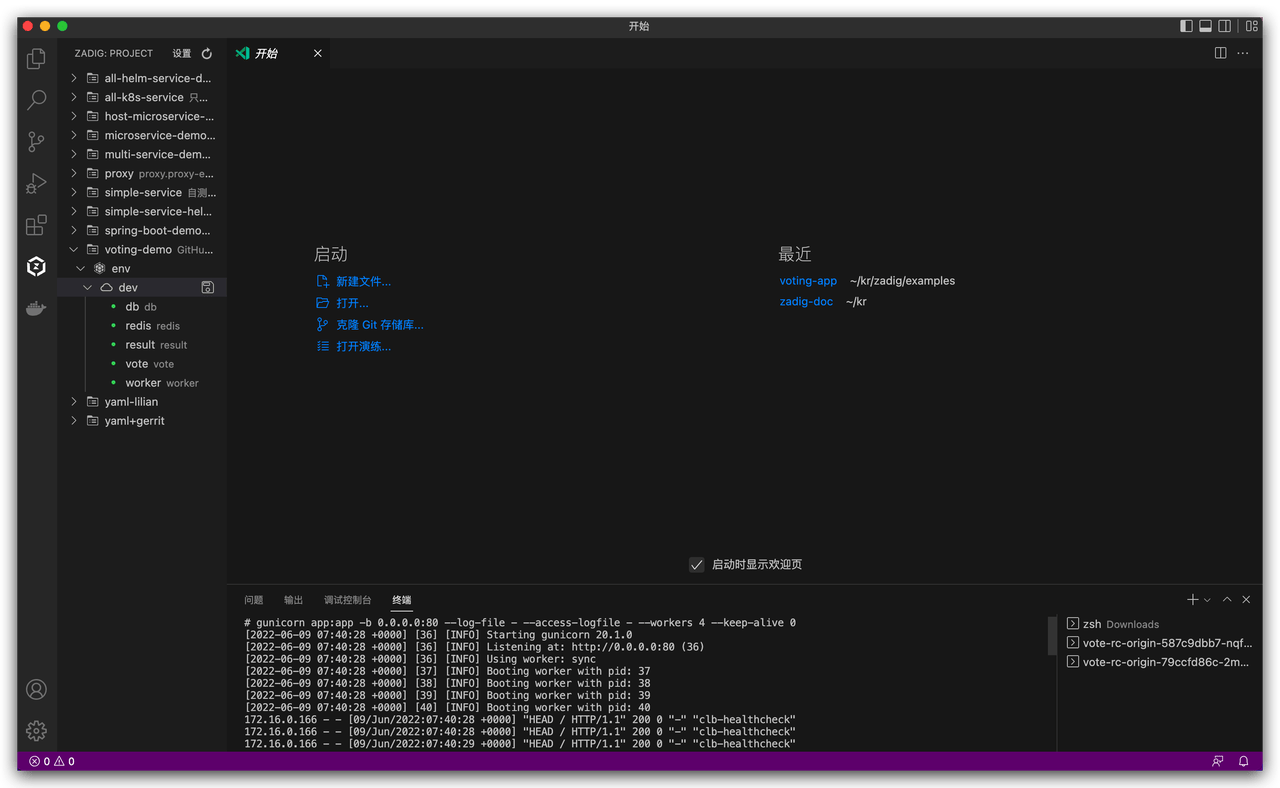 开始
ZADIG: PROJECT 设置
all-helm-service-d...
all-k8s-service 只...
host-microservice-...
microservice-demo...
multi-service-dem...
proxy proxy.proxy-e...
simple-service 自测...
simple-service-hel...
spring-boot-demo...
voting-demo GitHu...
env
dev
db db
redis redis
result result
vote vote
worker worker
yaml-lilian
yaml+gerrit
开始
启动
新建文件...
打开...
克隆 Git 存储库...
打开演练...
最近
voting-app ~/kr/zadig/examples
zadig-doc ~/kr
启动时显示欢迎页
问题 输出 调试控制台 终端
# gunicorn app:app -b 0.0.0.0:80 --log-file - --access-logfile - --workers 4 --keep-alive 0
[2022-06-09 07:40:28 +0000] [36] [INFO] Starting gunicorn 20.1.0
[2022-06-09 07:40:28 +0000] [36] [INFO] Listening at: http://0.0.0.0:80 (36)
[2022-06-09 07:40:28 +0000] [36] [INFO] Using worker: sync
[2022-06-09 07:40:28 +0000] [37] [INFO] Booting worker with pid: 37
[2022-06-09 07:40:28 +0000] [38] [INFO] Booting worker with pid: 38
[2022-06-09 07:40:28 +0000] [39] [INFO] Booting worker with pid: 39
[2022-06-09 07:40:28 +0000] [40] [INFO] Booting worker with pid: 40
172.16.0.166 - - [09/Jun/2022:07:40:28 +0000] "HEAD / HTTP/1.1" 200 0 "-" "clb-healthcheck"
172.16.0.166 - - [09/Jun/2022:07:40:28 +0000] "HEAD / HTTP/1.1" 200 0 "-" "clb-healthcheck"
172.16.0.166 - - [09/Jun/2022:07:40:29 +0000] "HEAD / HTTP/1.1" 200 0 "-" "clb-healthcheck"
zsh Downloads
vote-rc-origin-587c9dbb7-nqf...
vote-rc-origin-79ccfd86c-2m...
0 0